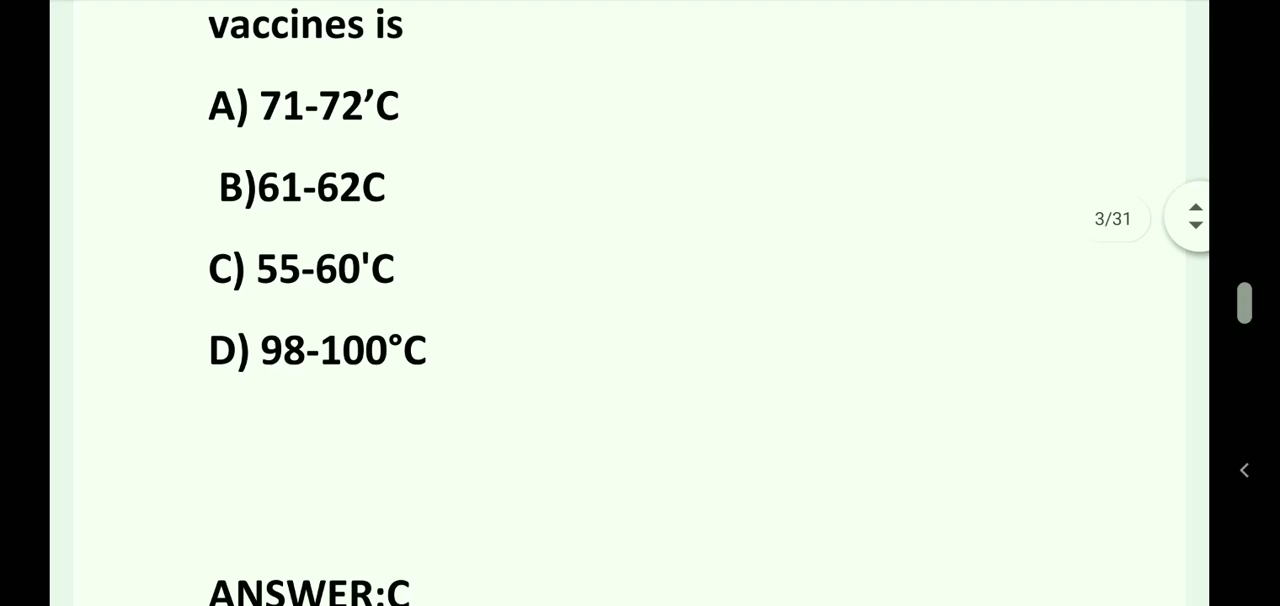 vaccines is
A) 71-72’C
B)61-62C
3/31
C) 55-60'C
D) 98-100°C
ANSWER:C